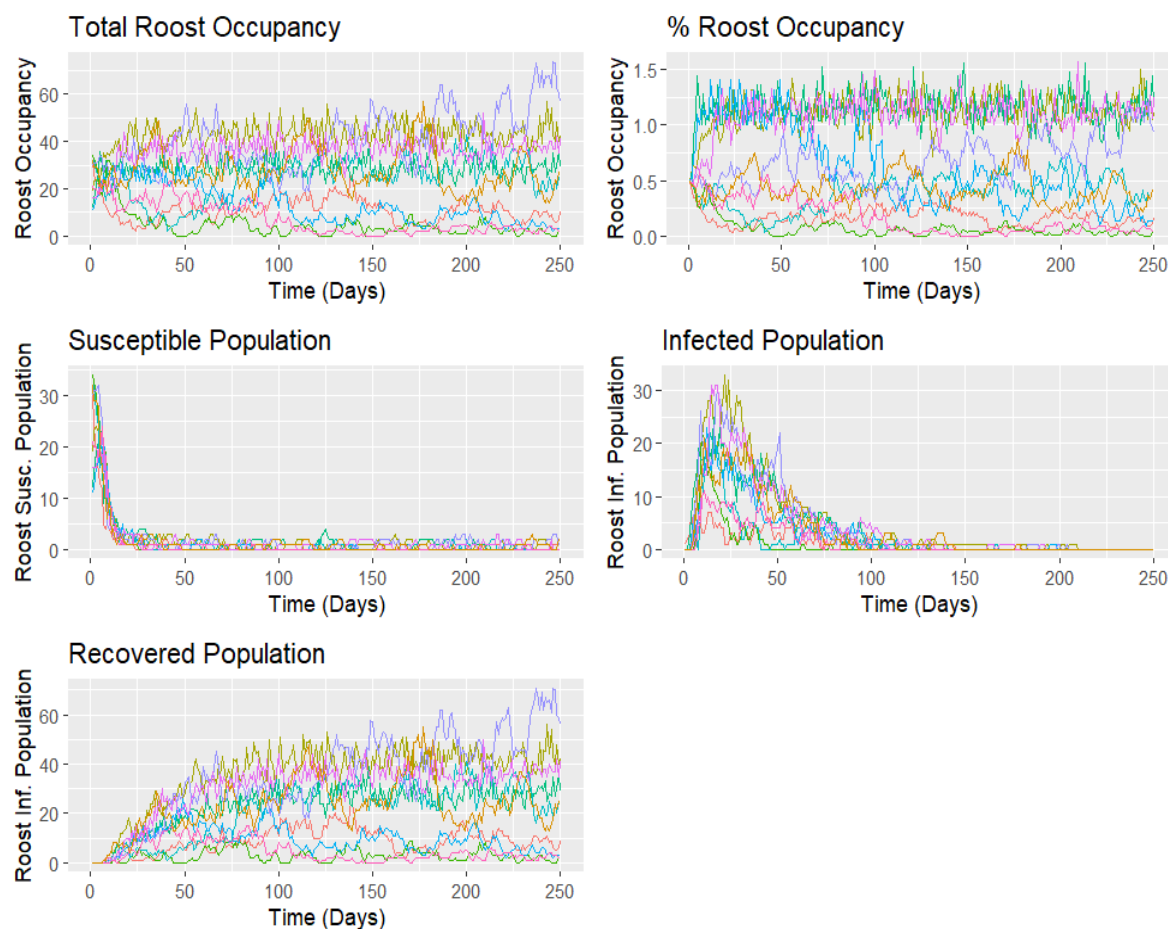 Total Roost Occupancy
Roost Occupancy
60
40
20
0
0 50 100 150 200 250
Time (Days)
% Roost Occupancy
Roost Occupancy
1.5
1.0
0.5
0.0
0 50 100 150 200 250
Time (Days)
Susceptible Population
Roost Susc. Population
30
20
10
0
0 50 100 150 200 250
Time (Days)
Infected Population
Roost Inf. Population
30
20
10
0
0 50 100 150 200 250
Time (Days)
Recovered Population
Roost Inf. Population
60
40
20
0
0 50 100 150 200 250
Time (Days)